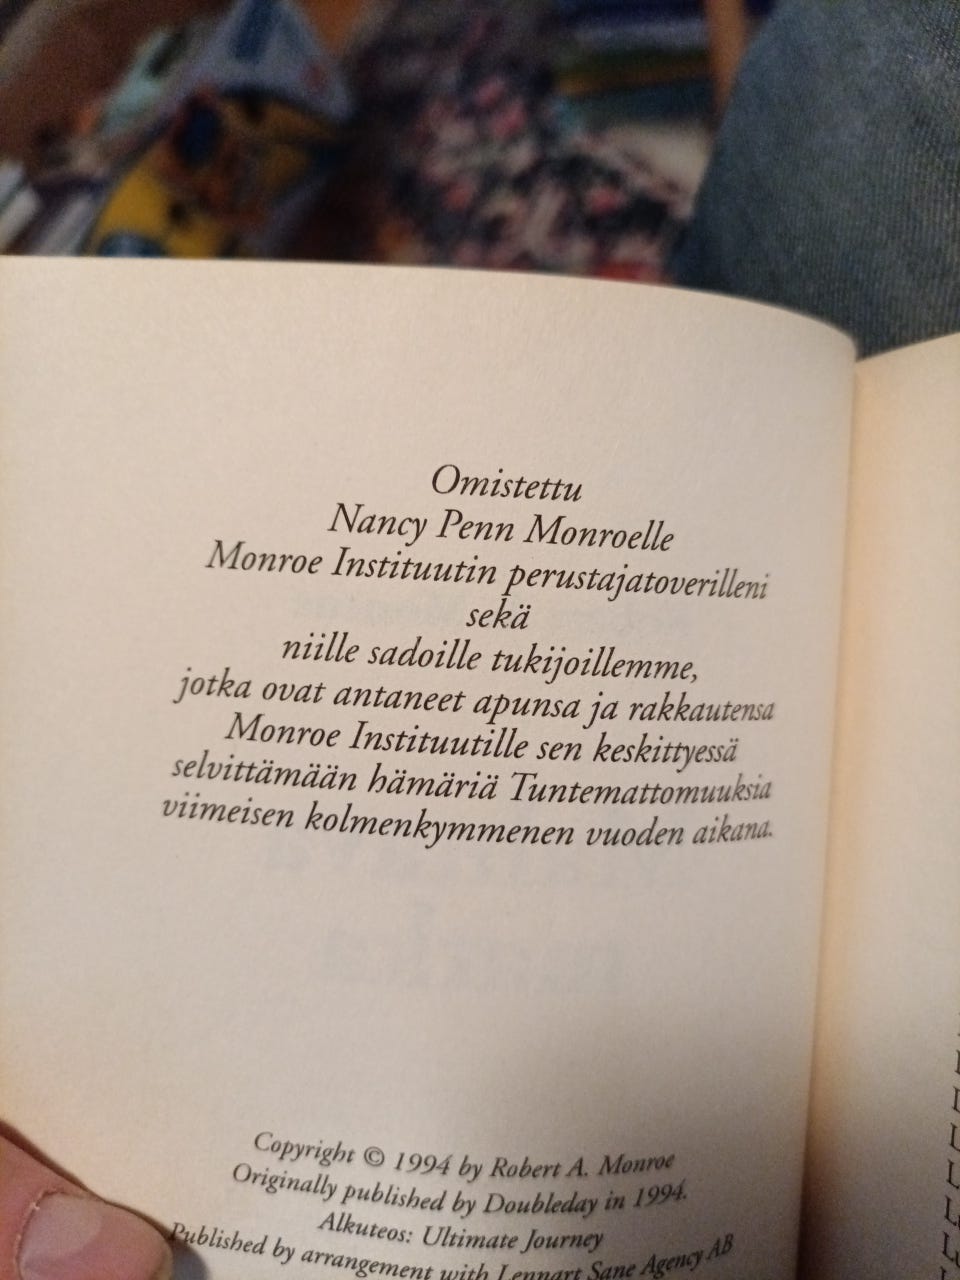 Omistettu
Nancy Penn Monroelle
Monroe Instituutin perustajatoverilleni
sekä
niille sadoille tukijoillemme,
jotka ovat antaneet apunsa ja rakkautensa
Monroe Instituutille sen keskittyessä
selvittämään hämäriä Tuntemattomuuksia
viimeisen kolmenkymmenen vuoden aikana.
Copyright © 1994 by Robert A. Monroe
Originally published by Doubleday in 1994.
Alkuteos: Ultimate Journey
Published by arrangement with Lennart Sane Agency AB